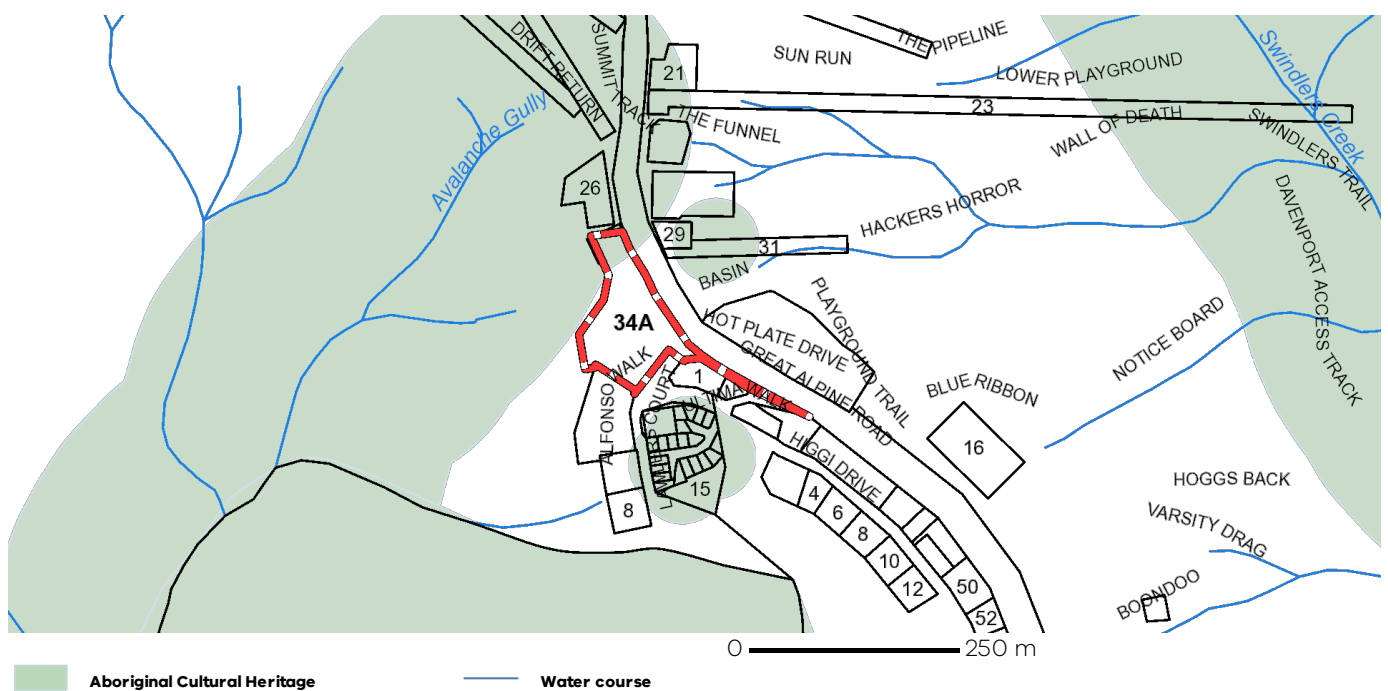 THE PIPELINE
SUN RUN
LOWER PLAYGROUND
DRIFT RETURN
SUMMIT TRACK
21
23
Swindlers Creek
SWINDLERS TRAIL
WALL OF DEATH
THE FUNNEL
Avalanche Gully
26
29
31
HACKERS HORROR
DAVENPORT ACCESS TRACK
BASIN
34A
HOT PLATE DRIVE
PLAYGROUND TRAIL
GREAT ALPINE ROAD
NOTICE BOARD
BLUE RIBBON
ALFONSO WALK
1
WALK
COURT
HIGGI DRIVE
16
15
8
4
6
8
10
12
50
52
HOGGS BACK
VARSITY DRAG
BOONDOO
0 250 m
Aboriginal Cultural Heritage
Water course